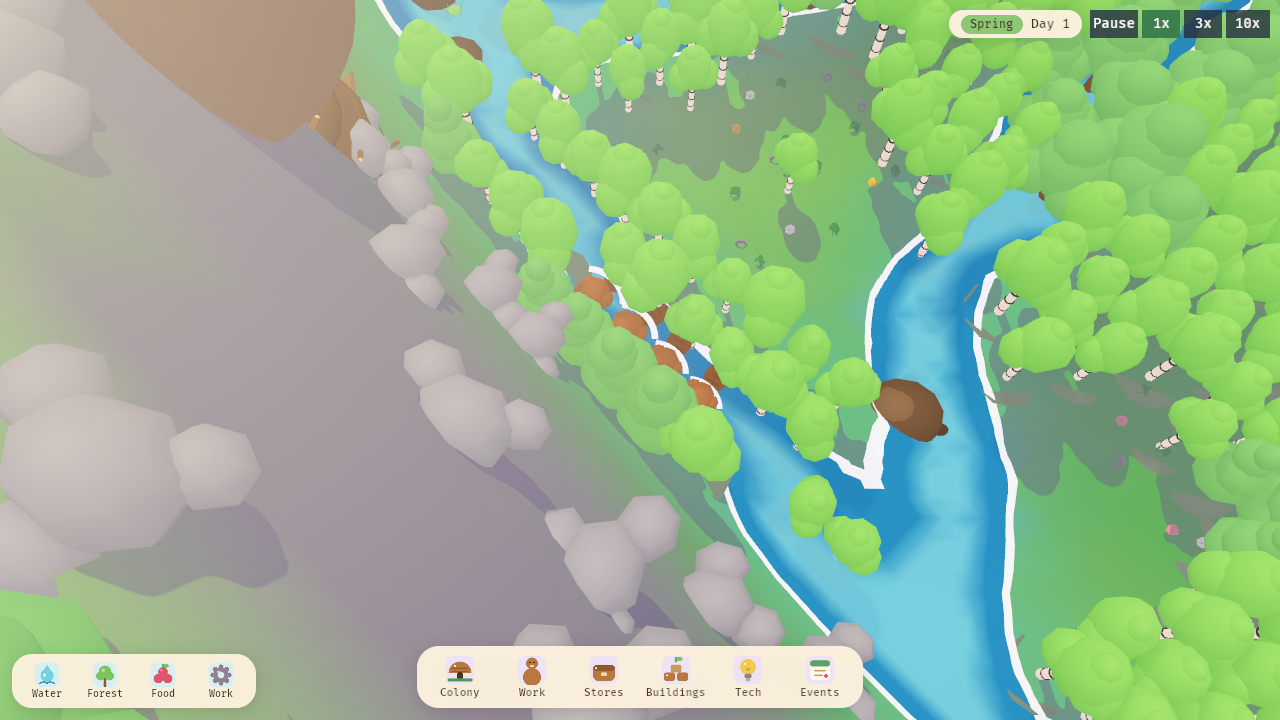 Spring Day 1 Pause 1x 3x 10x
Water Forest Food Work
Colony Work Stores Buildings Tech Events